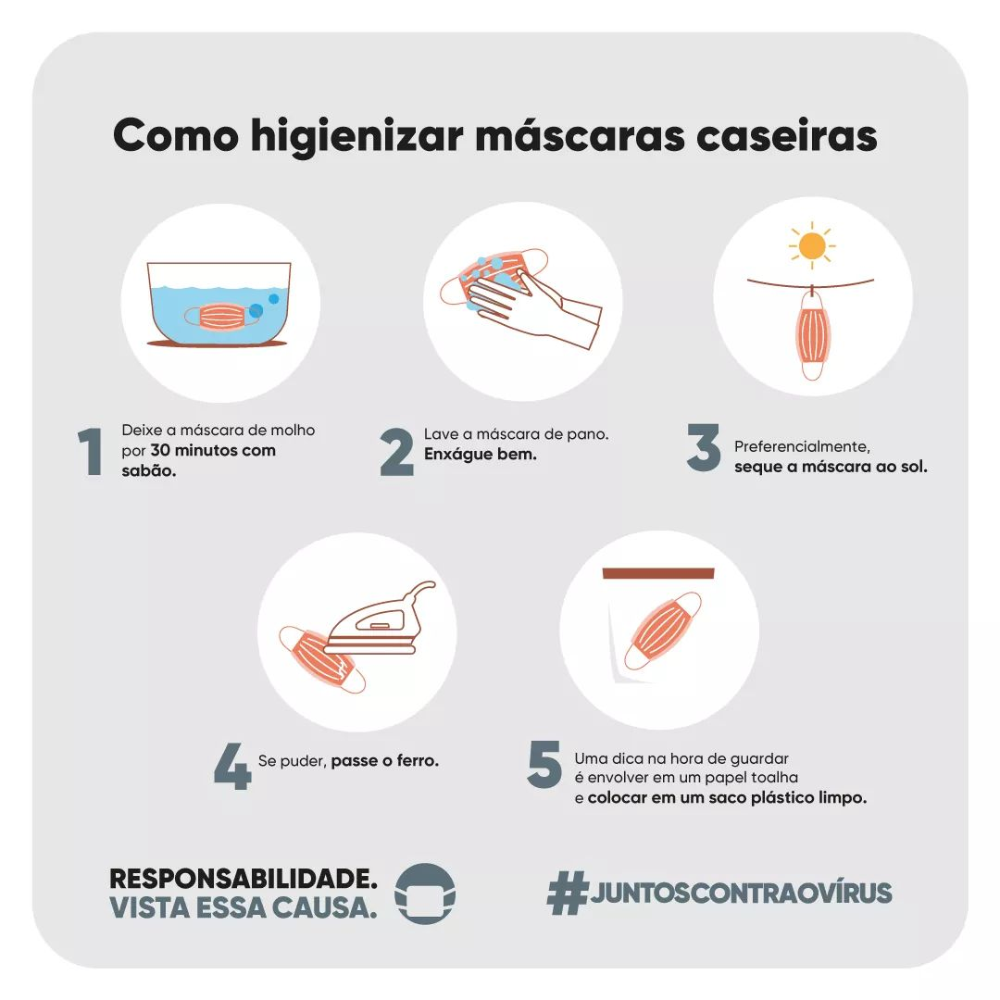 Como higienizar máscaras caseiras
1
Deixe a máscara de molho
por 30 minutos com
sabão.
2
Lave a máscara de pano.
Enxágue bem.
3
Preferencialmente,
seque a máscara ao sol.
4
Se puder, passe o ferro.
5
Uma dica na hora de guardar
é envolver em um papel toalha
e colocar em um saco plástico limpo.
RESPONSABILIDADE.
VISTA ESSA CAUSA.
#JUNTOSCONTRAOVÍRUS